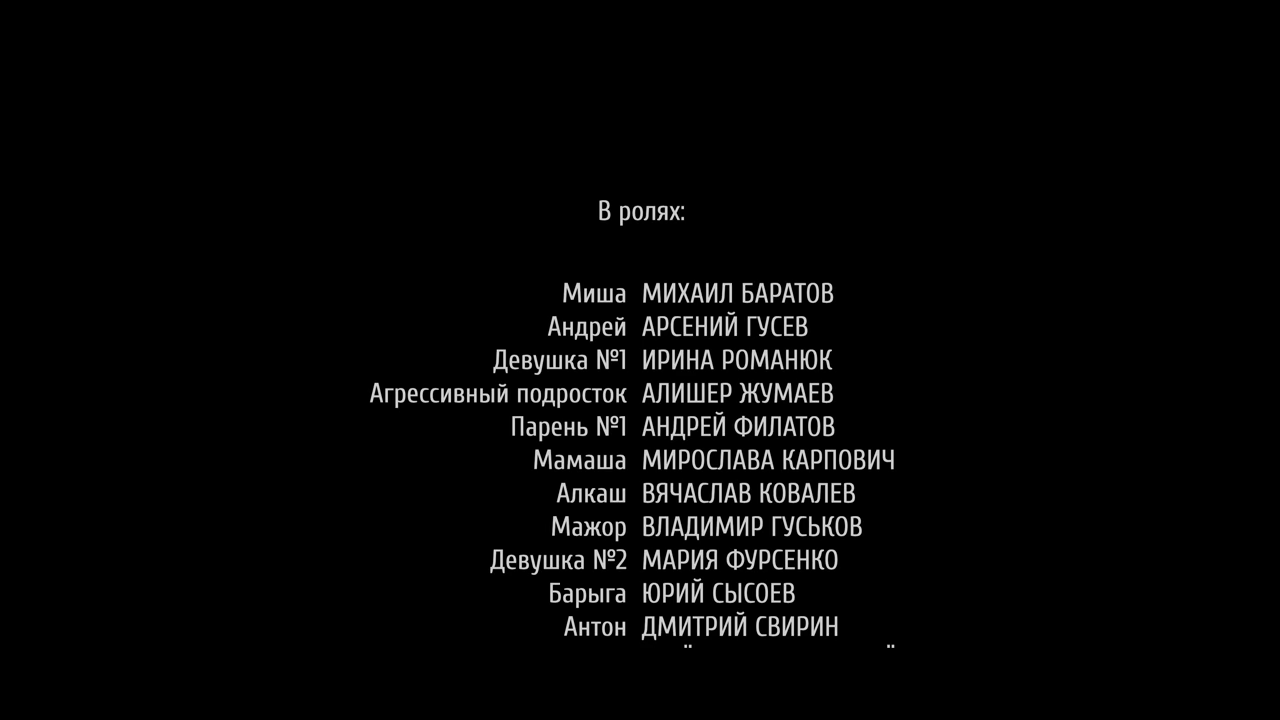 В ролях:
Миша МИХАИЛ БАРАТОВ
Андрей АРСЕНИЙ ГУСЕВ
Девушка №1 ИРИНА РОМАНЮК
Агрессивный подросток АЛИШЕР ЖУМАЕВ
Парень №1 АНДРЕЙ ФИЛАТОВ
Мамаша МИРОСЛАВА КАРПОВИЧ
Алкаш ВЯЧАСЛАВ КОВАЛЕВ
Мажор ВЛАДИМИР ГУСЬКОВ
Девушка №2 МАРИЯ ФУРСЕНКО
Барыга ЮРИЙ СЫСОЕВ
Антон ДМИТРИЙ СВИРИН